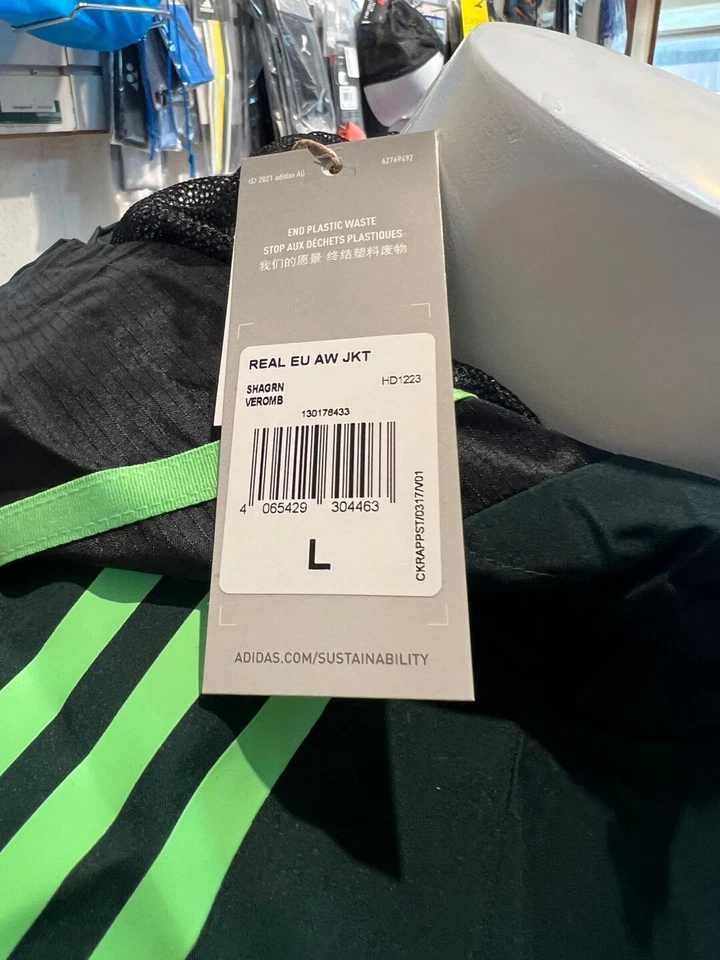 © 2021 adidas AG
62769492
END PLASTIC WASTE
STOP AUX DÉCHETS PLASTIQUES
我们的愿景 终结塑料废物
REAL EU AW JKT
SHAGRN
VEROMB
HD1223
130176433
4 065429 304463
L
CKRAPPST/0317/V01
ADIDAS.COM/SUSTAINABILITY